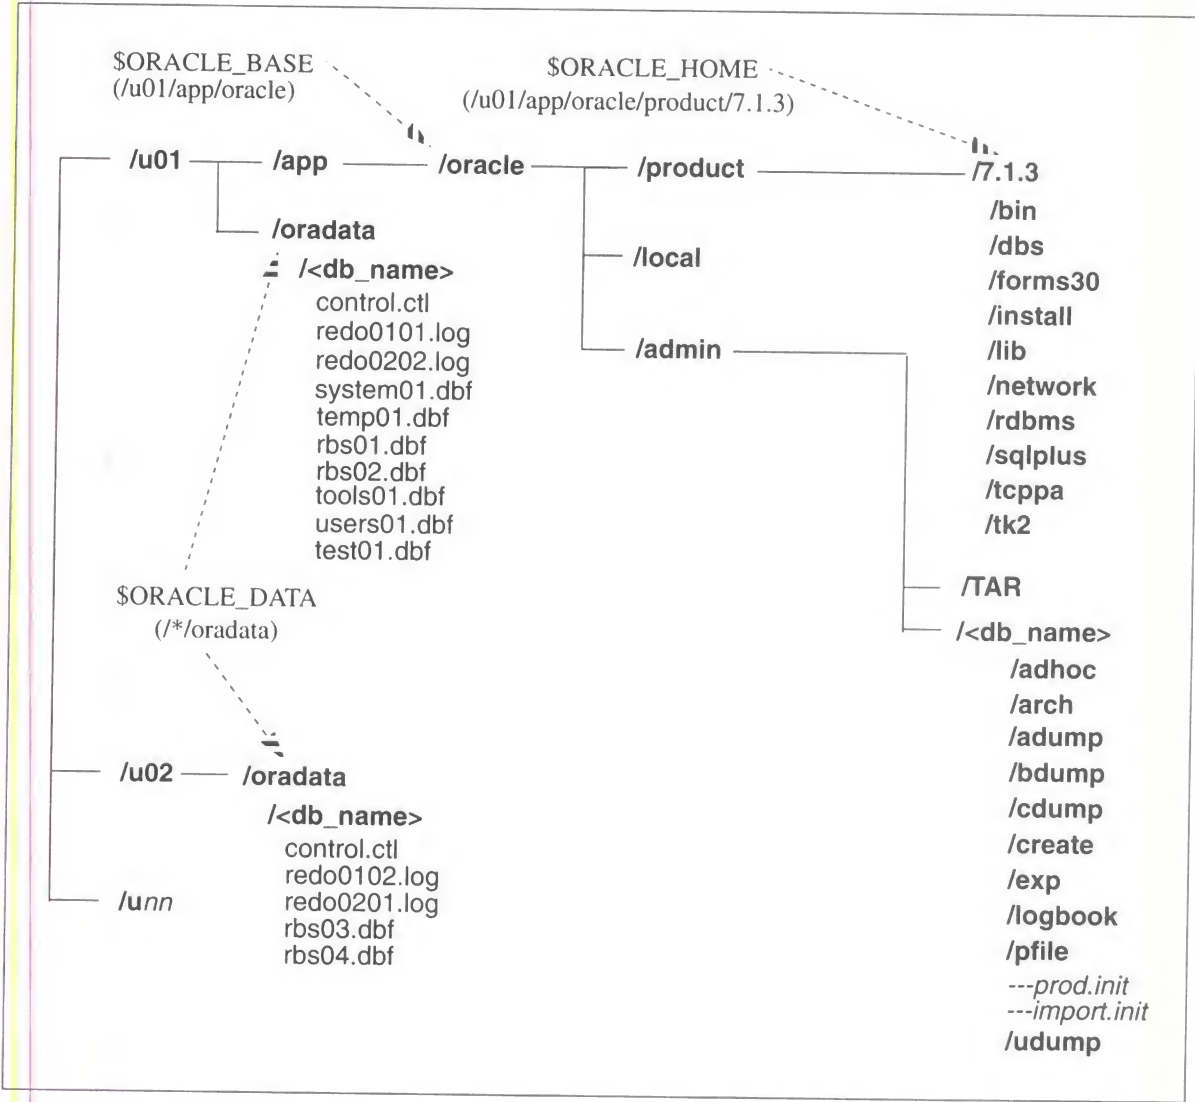 $ORACLE_BASE
(/u01/app/oracle)
$ORACLE_HOME
(/u01/app/oracle/product/7.1.3)
/u01
/app
/oracle
/product
/7.1.3
/bin
/dbs
/forms30
/install
/lib
/network
/rdbms
/sqlplus
/tcppa
/tk2
/oradata
/<db_name>
control.ctl
redo0101.log
redo0202.log
system01.dbf
temp01.dbf
rbs01.dbf
rbs02.dbf
tools01.dbf
users01.dbf
test01.dbf
/local
/admin
/TAR
/<db_name>
/adhoc
/arch
/adump
/bdump
/cdump
/create
/exp
/logbook
/pfile
---prod.init
---import.init
/udump
$ORACLE_DATA
(/*/oradata)
/u02
/oradata
/<db_name>
control.ctl
redo0102.log
redo0201.log
rbs03.dbf
rbs04.dbf
/unn